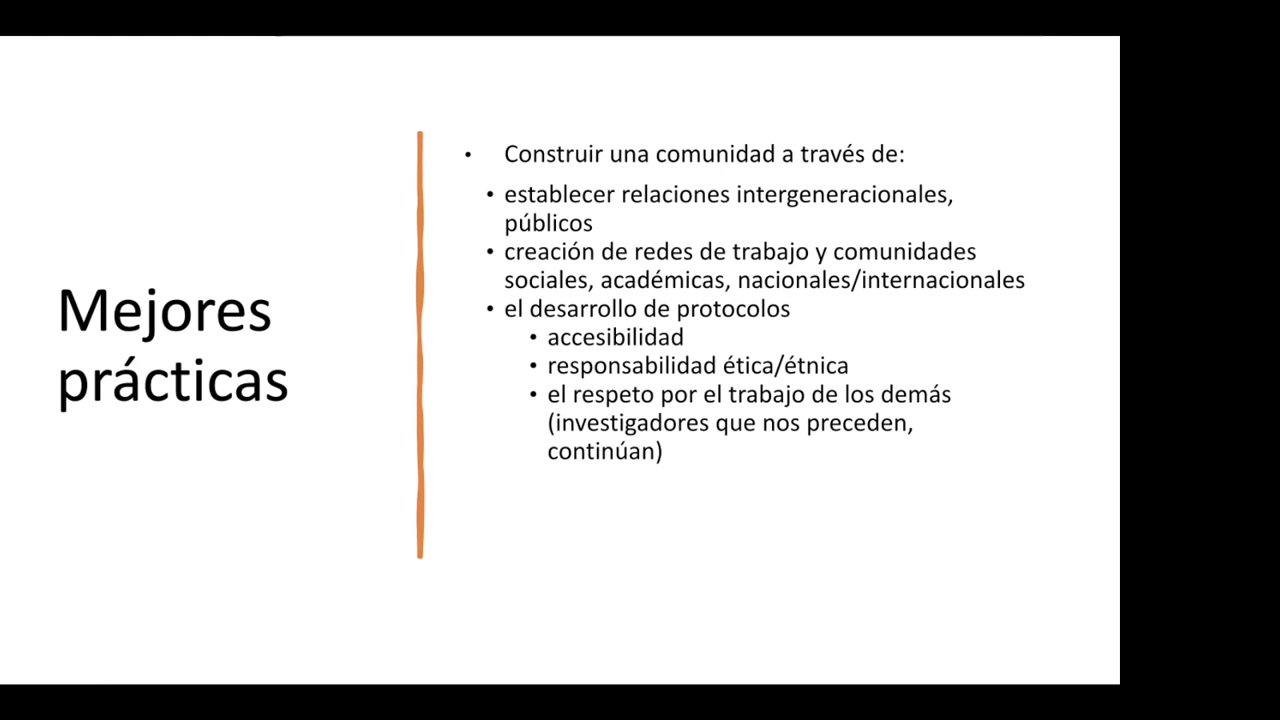 Mejores
prácticas
• Construir una comunidad a través de:
• establecer relaciones intergeneracionales,
públicos
• creación de redes de trabajo y comunidades
sociales, académicas, nacionales/internacionales
• el desarrollo de protocolos
• accesibilidad
• responsabilidad ética/étnica
• el respeto por el trabajo de los demás
(investigadores que nos preceden,
continúan)